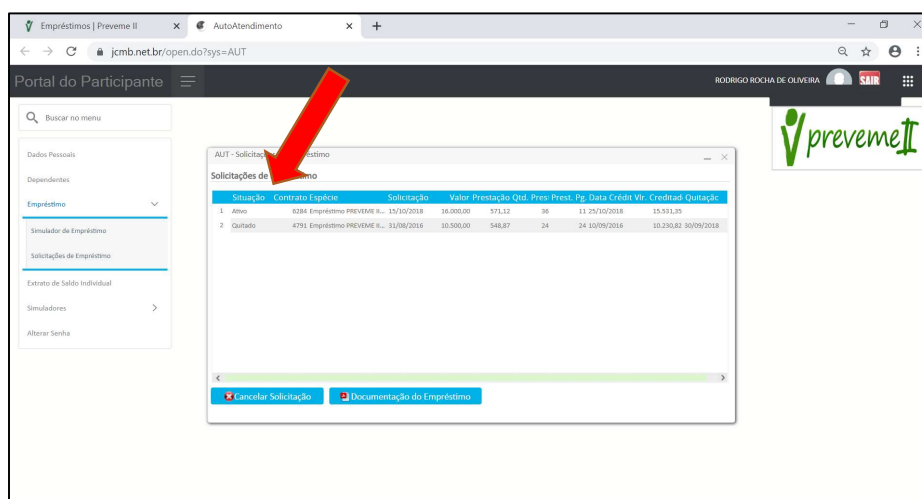 Empréstimos | Preveme II
AutoAtendimento
jcmb.net.br/open.do?sys=AUT
Portal do Participante
RODRIGO ROCHA DE OLIVEIRA
SAIR
prevemeII
Buscar no menu
Dados Pessoais
Dependentes
Empréstimo
Simulador de Empréstimo
Solicitações de Empréstimo
Extrato de Saldo Individual
Simuladores
Alterar Senha
AUT - Solicitaç
Solicitações de
Situação Contrato Espécie Solicitação Valor Prestação Qtd. Pres Prest. Pg. Data Crédit Vlr. Creditad Quitaçãc
1 Ativo 6284 Empréstimo PREVEME II... 15/10/2018 16.000,00 571,12 36 11 25/10/2018 15.531,35
2 Quitado 4791 Empréstimo PREVEME II... 31/08/2016 10.500,00 548,87 24 24 10/09/2016 10.230,82 30/09/2018
Cancelar Solicitação
Documentação do Empréstimo